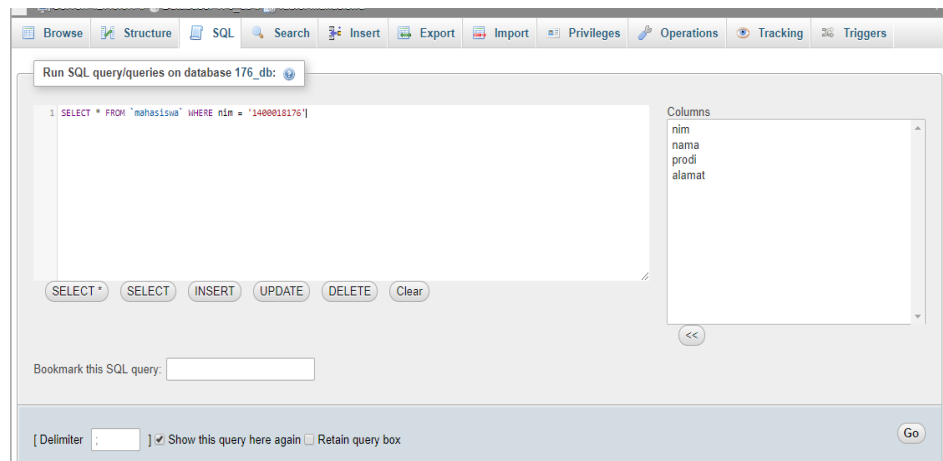 Browse Structure SQL Search Insert Export Import Privileges Operations Tracking Triggers
Run SQL query/queries on database 176_db:
1 SELECT * FROM `mahasiswa` WHERE nim = '1400018176'
Columns
nim
nama
prodi
alamat
SELECT * SELECT INSERT UPDATE DELETE Clear
<<
Bookmark this SQL query:
[ Delimiter ; ] Show this query here again Retain query box
Go